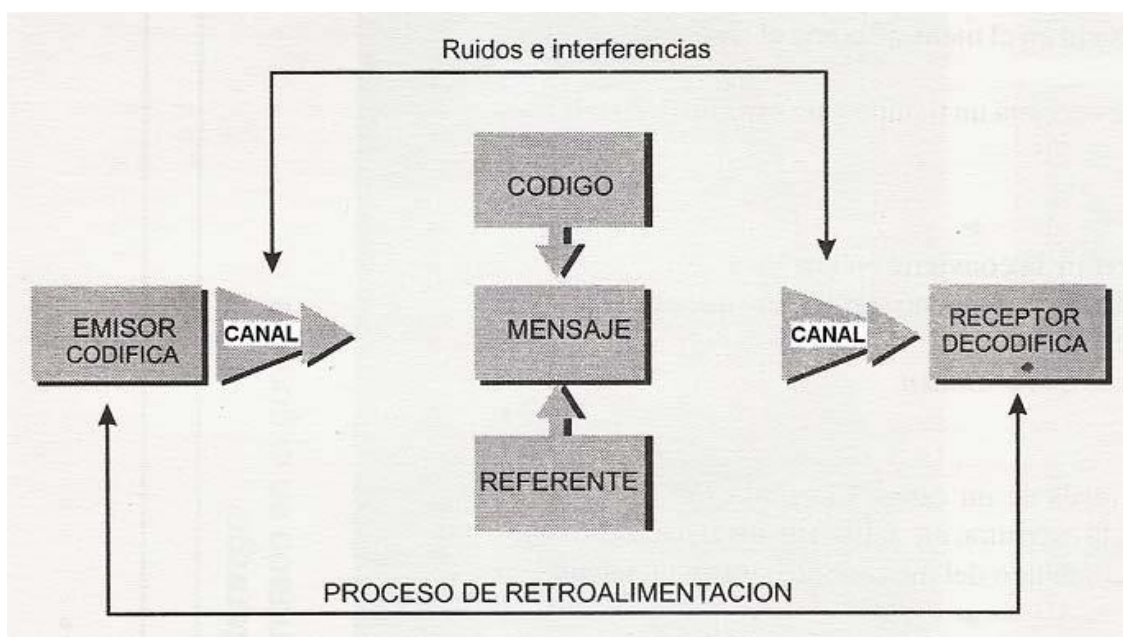 Ruidos e interferencias
CODIGO
EMISOR
CODIFICA
CANAL
MENSAJE
CANAL
RECEPTOR
DECODIFICA
REFERENTE
PROCESO DE RETROALIMENTACION